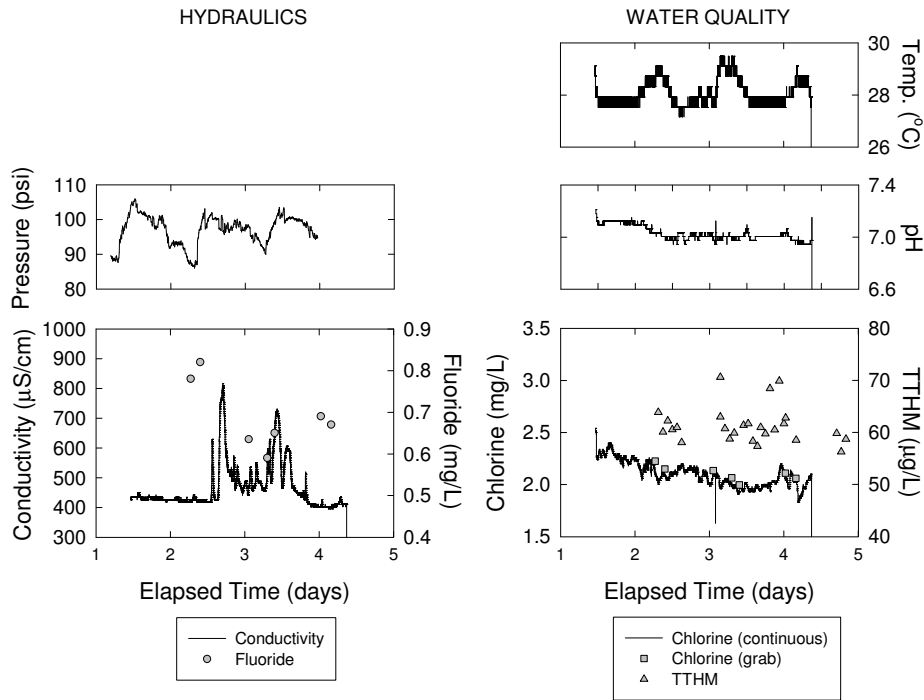 HYDRAULICS
WATER QUALITY
30
28
26
Temp. (°C)
110
100
90
80
Pressure (psi)
7.4
7.0
6.6
pH
1000
900
800
700
600
500
400
300
Conductivity (µS/cm)
0.9
0.8
0.7
0.6
0.5
0.4
Fluoride (mg/L)
1 2 3 4 5
Elapsed Time (days)
Conductivity
Fluoride
3.5
3.0
2.5
2.0
1.5
Chlorine (mg/L)
80
70
60
50
40
TTHM (µg/L)
1 2 3 4 5
Elapsed Time (days)
Chlorine (continuous)
Chlorine (grab)
TTHM